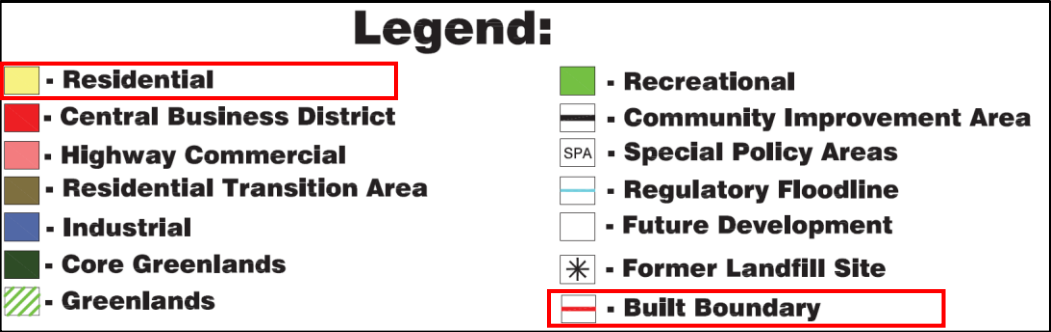 Legend:
- Residential
- Central Business District
- Highway Commercial
- Residential Transition Area
- Industrial
- Core Greenlands
- Greenlands
- Recreational
- Community Improvement Area
SPA - Special Policy Areas
- Regulatory Floodline
- Future Development
- Former Landfill Site
- Built Boundary